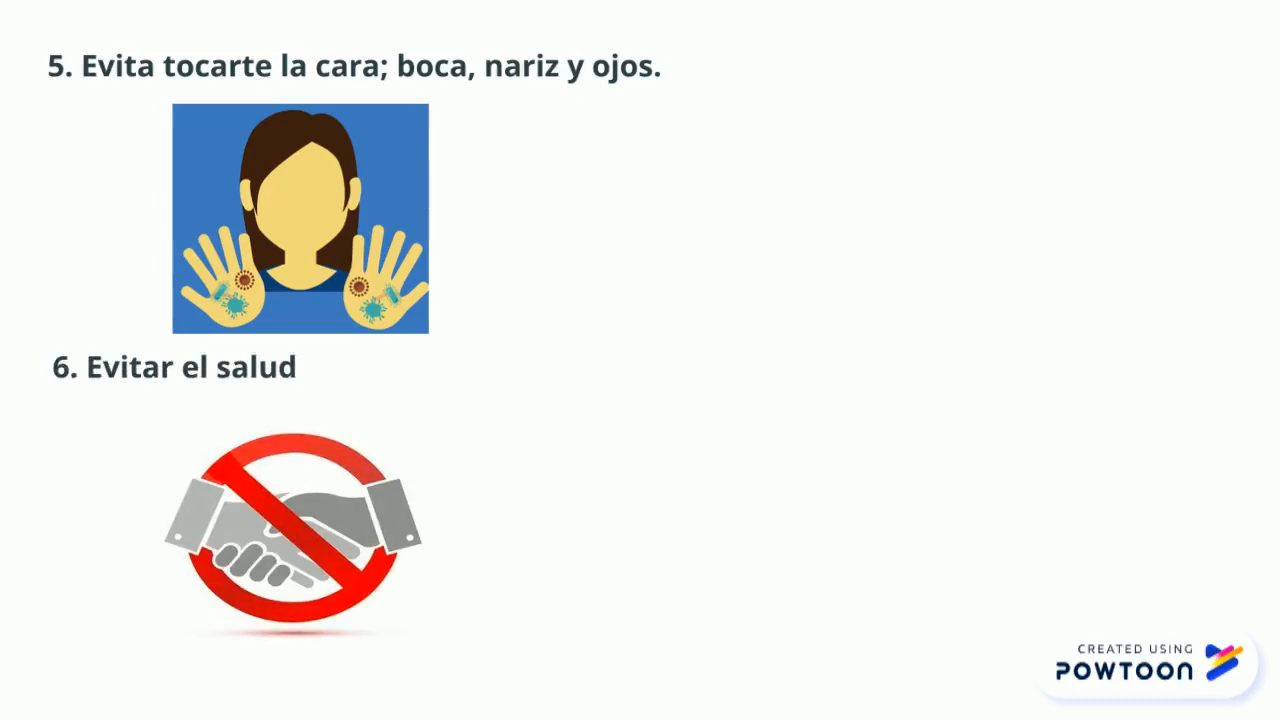 5. Evita tocarte la cara; boca, nariz y ojos.
6. Evitar el salud
CREATED USING
POWTOON